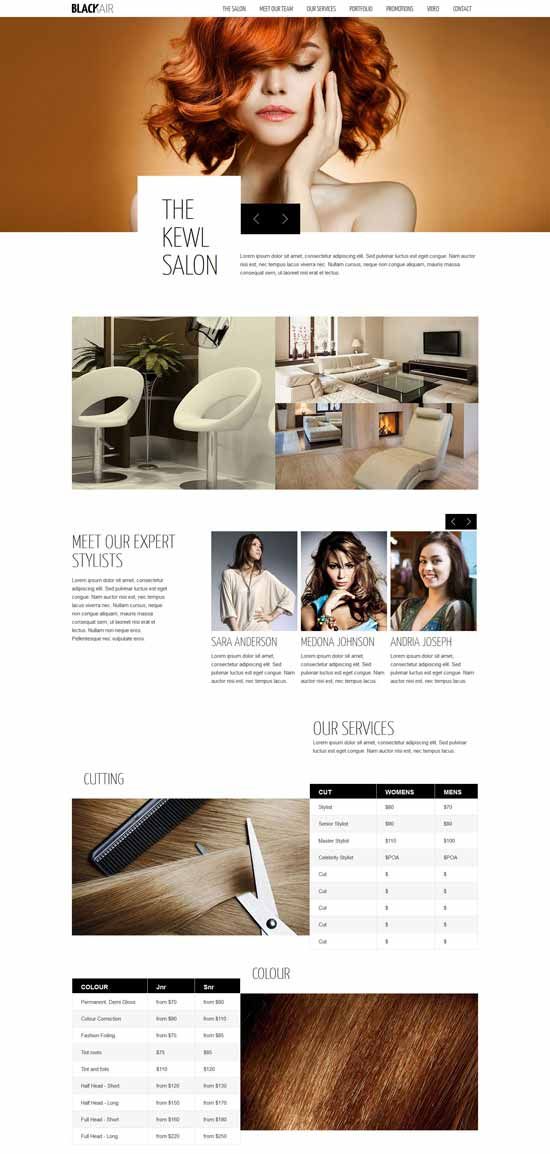 BLACKAIR
THE SALON MEET OUR TEAM OUR SERVICES PORTFOLIO PROMOTIONS VIDEO CONTACT
THE
KEWL
SALON
Lorem ipsum dolor sit amet, consectetur adipiscing elit. Sed pulvinar eusuismod eget congue. Nam auctor nisi
est, nec tempus lacus viverra nec. Nullam cursus, neque non congue aliquam, mauris massa
consequat sem, ut laoreet nisi erat et lectus.
MEET OUR EXPERT
STYLISTS
Lorem ipsum dolor sit amet, consectetur
adipiscing elit. Sed pulvinar
eget congue. Nam
auctor nisi est, nec tempus
lacus viverra nec. Nullam cursus, neque
non congue aliquam, mauris massa
consequat sem, ut laoreet nisi erat et
lectus. Nullam non neque eros.
Pellentesque nec vulputate eros.
SARA ANDERSON
Lorem ipsum dolor sit amet,
consectetur adipiscing elit. Sed
pulvinar eget congue. Nam
auctor nisi est, nec tempus lacus.
MEDONA JOHNSON
Lorem ipsum dolor sit amet,
consectetur adipiscing elit. Sed
pulvinar eget congue. Nam
auctor nisi est, nec tempus lacus.
ANDRIA JOSEPH
Lorem ipsum dolor sit amet,
consectetur adipiscing elit. Sed
pulvinar eget congue. Nam
auctor nisi est, nec tempus lacus.
OUR SERVICES
Lorem ipsum dolor sit amet, consectetur adipiscing elit. Sed pulvinar
eget congue. Nam auctor nisi est, nec tempus lacus.
CUTTING
CUT WOMENS MENS
Stylist $80 $70
Senior Stylist $90 $80
Master Stylist $110 $100
Celebrity Stylist $POA $POA
Cut $ $
Cut $ $
Cut $ $
Cut $ $
Cut $ $
COLOUR
COLOUR Jnr Snr
Permanent, Demi Gloss from $70 from $90
Colour Correction from $90 from $110
Fashion Foiling from $70 from $85
Tint roots $75 $85
Tint and foils $110 $120
Half Head - Short from $120 from $130
Half Head - Long from $150 from $170
Full Head - Short from $160 from $180
Full Head - Long from $220 from $250